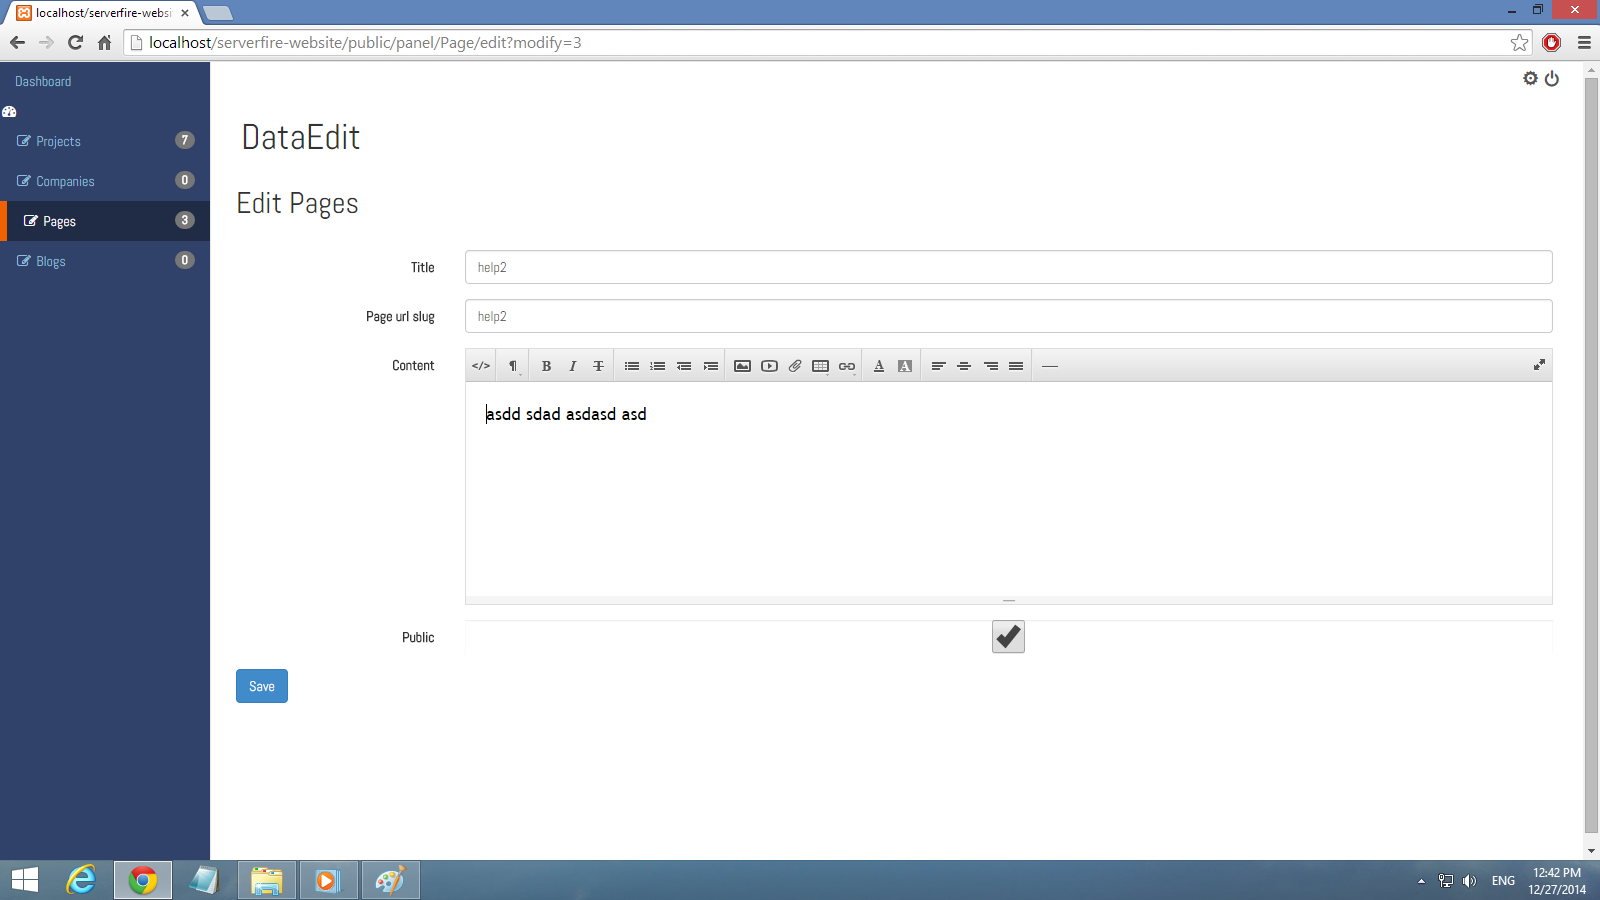 localhost/serverfire-websi
localhost/serverfire-website/public/panel/Page/edit?modify=3
Dashboard
Projects 7
Companies 0
Pages 3
Blogs 0
DataEdit
Edit Pages
Title help2
Page url slug help2
Content
asdd sdad asdasd asd
Public
Save
ENG
12:42 PM
12/27/2014